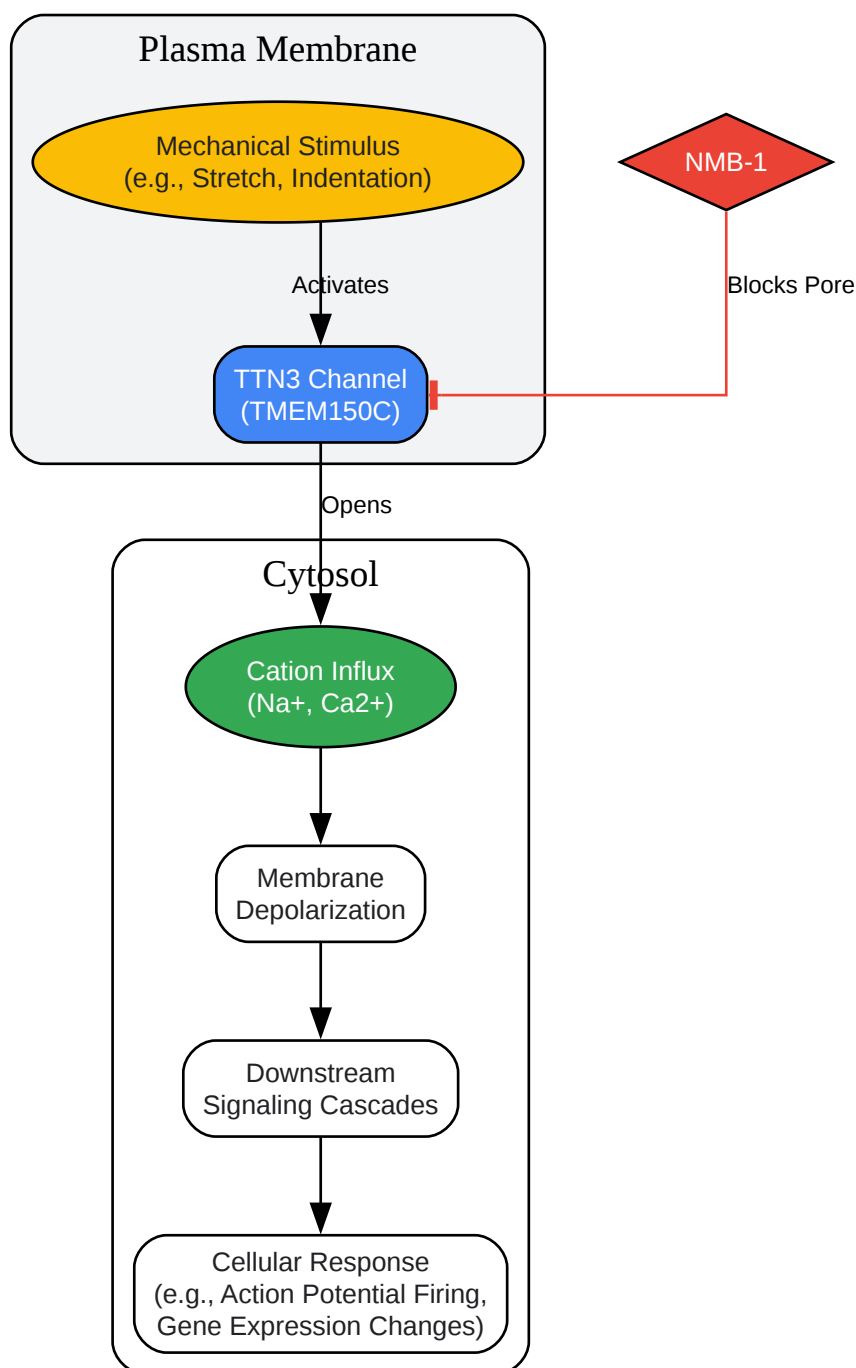 Plasma Membrane
Mechanical Stimulus
(e.g., Stretch, Indentation)
NMB-1
Activates
Blocks Pore
TTN3 Channel
(TMEM150C)
Opens
Cytosol
Cation Influx
(Na+, Ca2+)
Membrane
Depolarization
Downstream
Signaling Cascades
Cellular Response
(e.g., Action Potential Firing,
Gene Expression Changes)